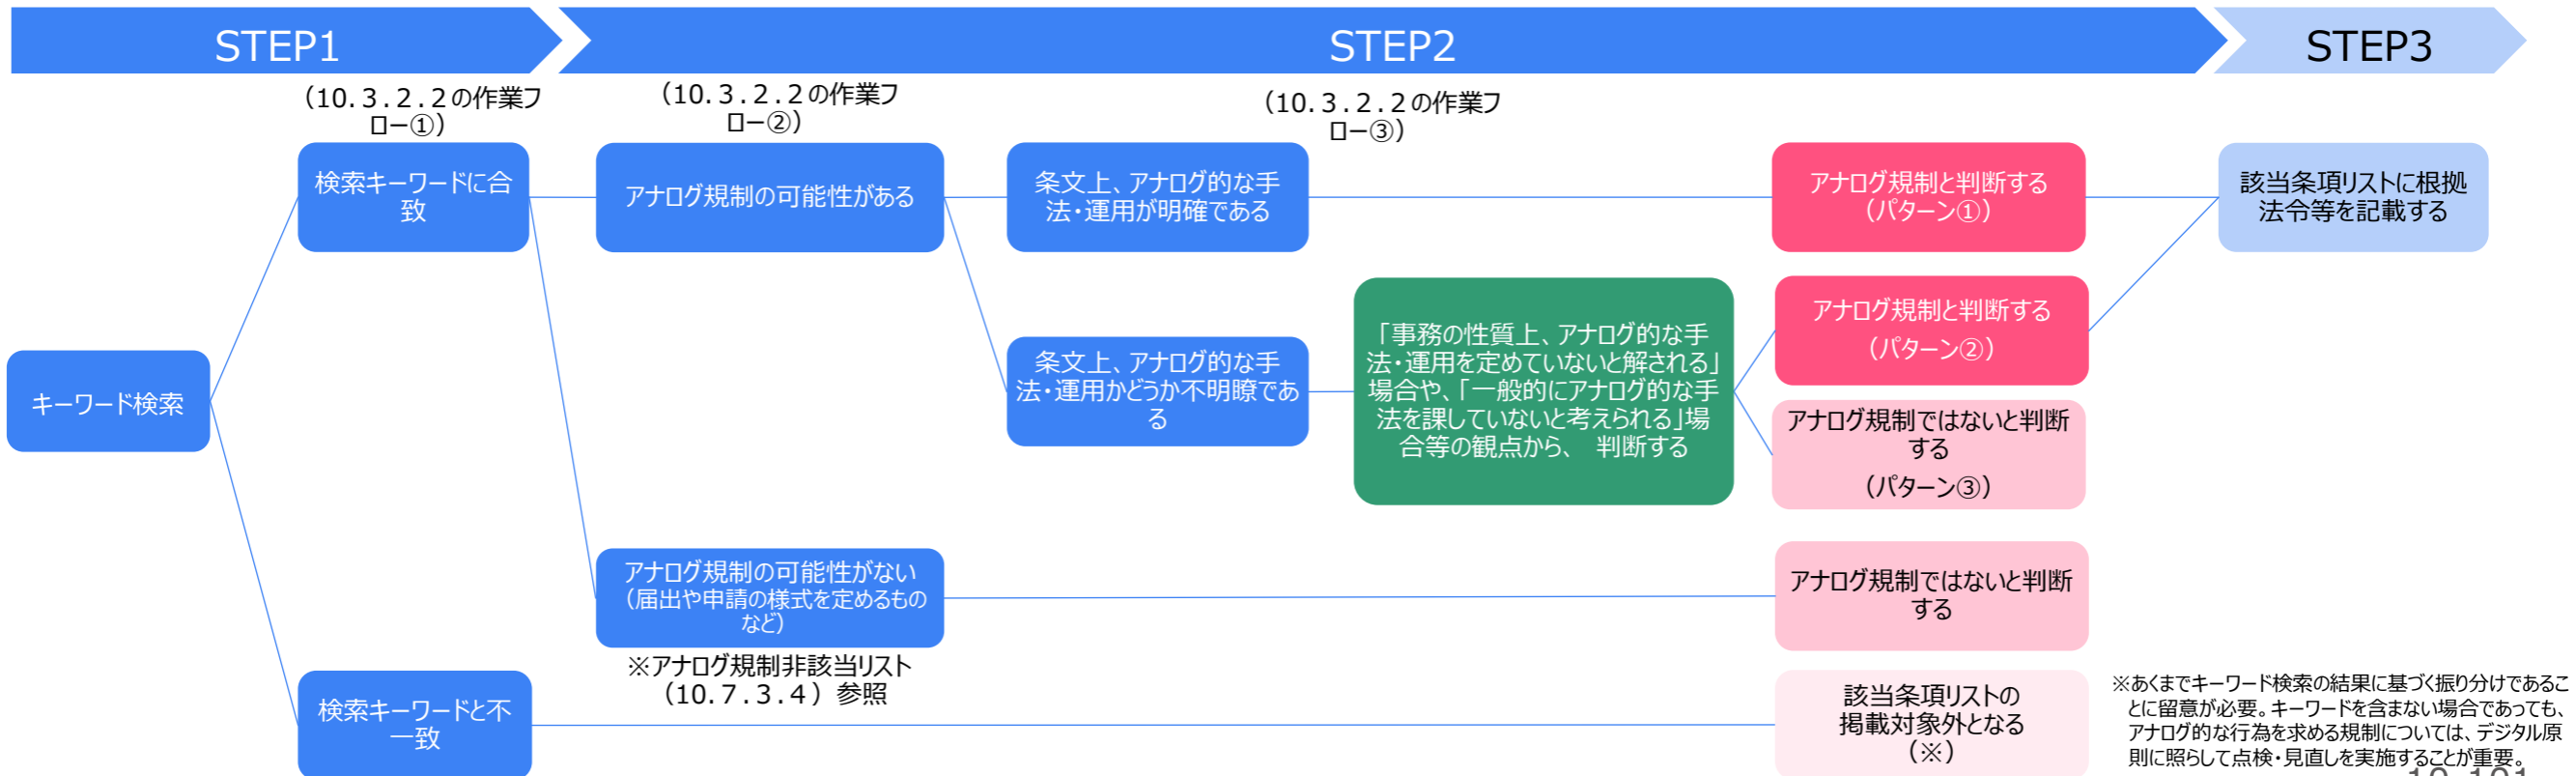 STEP1
STEP2
STEP3
（10.３.２.２の作業フ
ロー①）
（10.３.２.２の作業フ
ロー②）
（10.３.２.２の作業フ
ロー③）
検索キーワードに合
致
アナログ規制の可能性がある
条文上、アナログ的な手
法・運用が明確である
アナログ規制と判断する
（パターン①）
該当条項リストに根拠
法令等を記載する
キーワード検索
条文上、アナログ的な手
法・運用かどうか不明瞭であ
る
「事務の性質上、アナログ的な手
法・運用を定めていないと解される」
場合や、「一般的にアナログ的な手
法を課していないと考えられる」場
合等の観点から、　判断する
アナログ規制と判断する
（パターン②）
アナログ規制ではないと判断
する
（パターン③）
アナログ規制の可能性がない
（届出や申請の様式を定めるもの
など）
※アナログ規制非該当リスト
（10.７.３.４）参照
アナログ規制ではないと判断
する
検索キーワードと不
一致
該当条項リストの
掲載対象外となる
（※）
※あくまでキーワード検索の結果に基づく振り分けであるこ
とに留意が必要。キーワードを含まない場合であっても、
アナログ的な行為を求める規制については、デジタル原
則に照らして点検・見直しを実施することが重要。